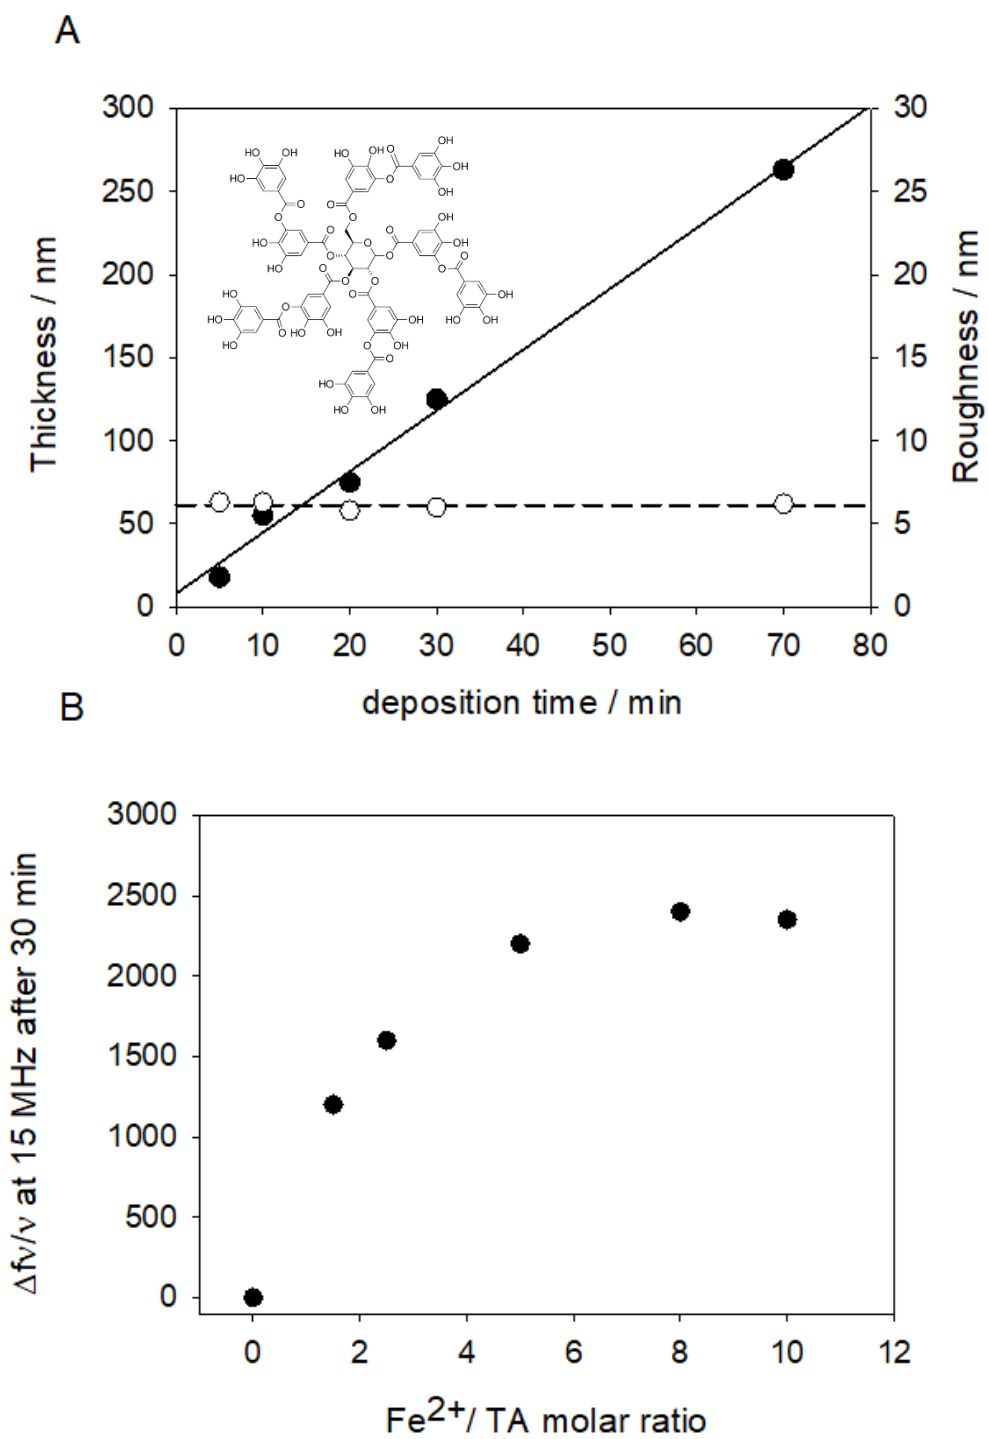 A
300
250
200
150
100
50
0
Thickness / nm
30
25
20
15
10
5
0
Roughness / nm
0 10 20 30 40 50 60 70 80
deposition time / min
B
3000
2500
2000
1500
1000
500
0
Δfν/ν at 15 MHz after 30 min
0 2 4 6 8 10 12
Fe²⁺/ TA molar ratio